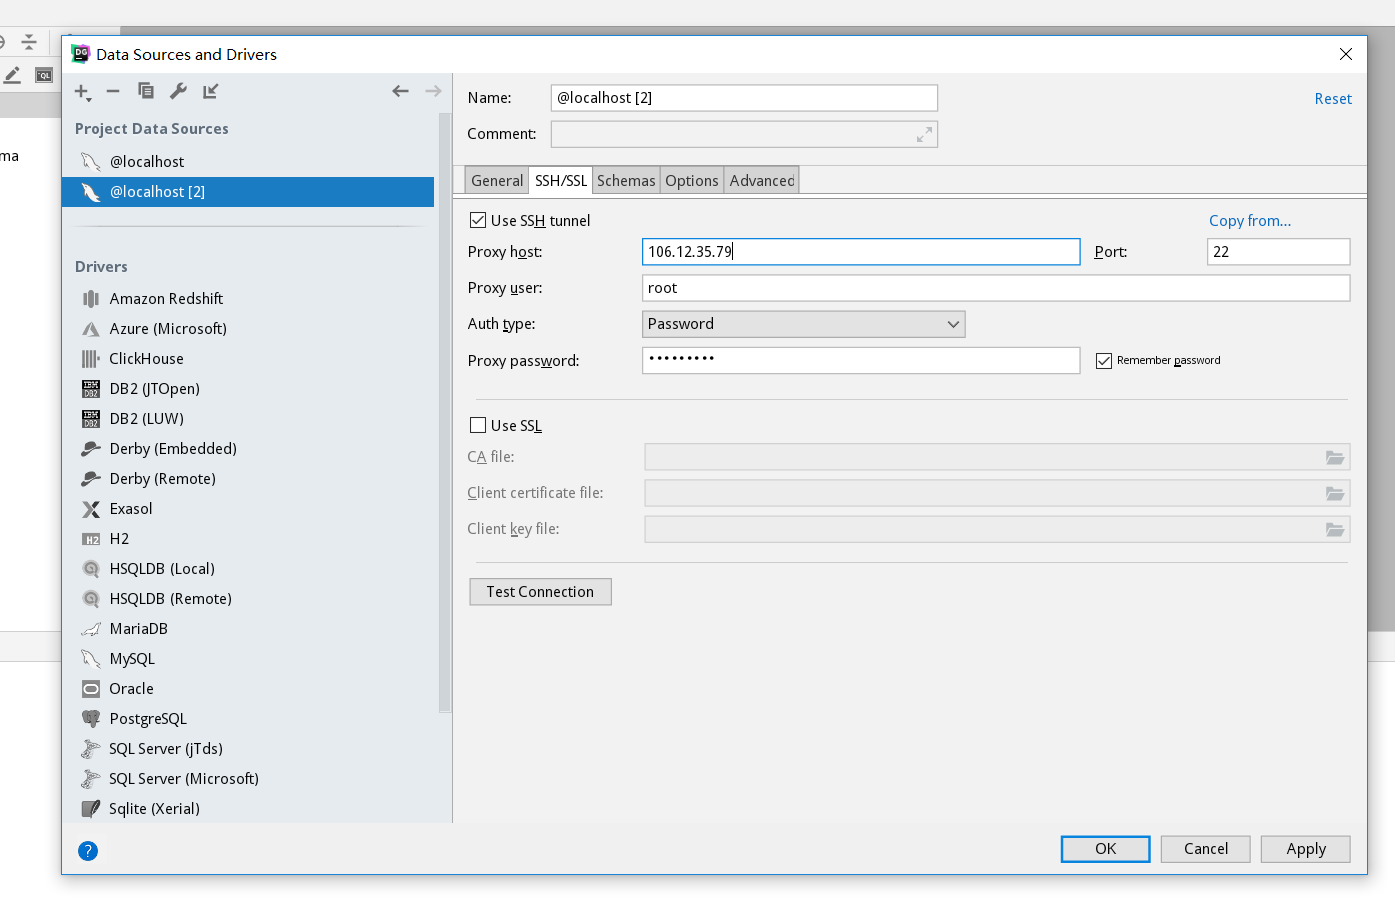 Data Sources and Drivers
Name: @localhost [2] Reset
Comment:
Project Data Sources
@localhost
@localhost [2]
General SSH/SSL Schemas Options Advanced
Use SSH tunnel Copy from...
Proxy host: 106.12.35.79 Port: 22
Proxy user: root
Auth type: Password
Proxy password: ••••••••• Remember password
Use SSL
CA file:
Client certificate file:
Client key file:
Test Connection
Drivers
Amazon Redshift
Azure (Microsoft)
ClickHouse
DB2 (JTOpen)
DB2 (LUW)
Derby (Embedded)
Derby (Remote)
Exasol
H2
HSQLDB (Local)
HSQLDB (Remote)
MariaDB
MySQL
Oracle
PostgreSQL
SQL Server (jTds)
SQL Server (Microsoft)
Sqlite (Xerial)
?
OK Cancel Apply
ma